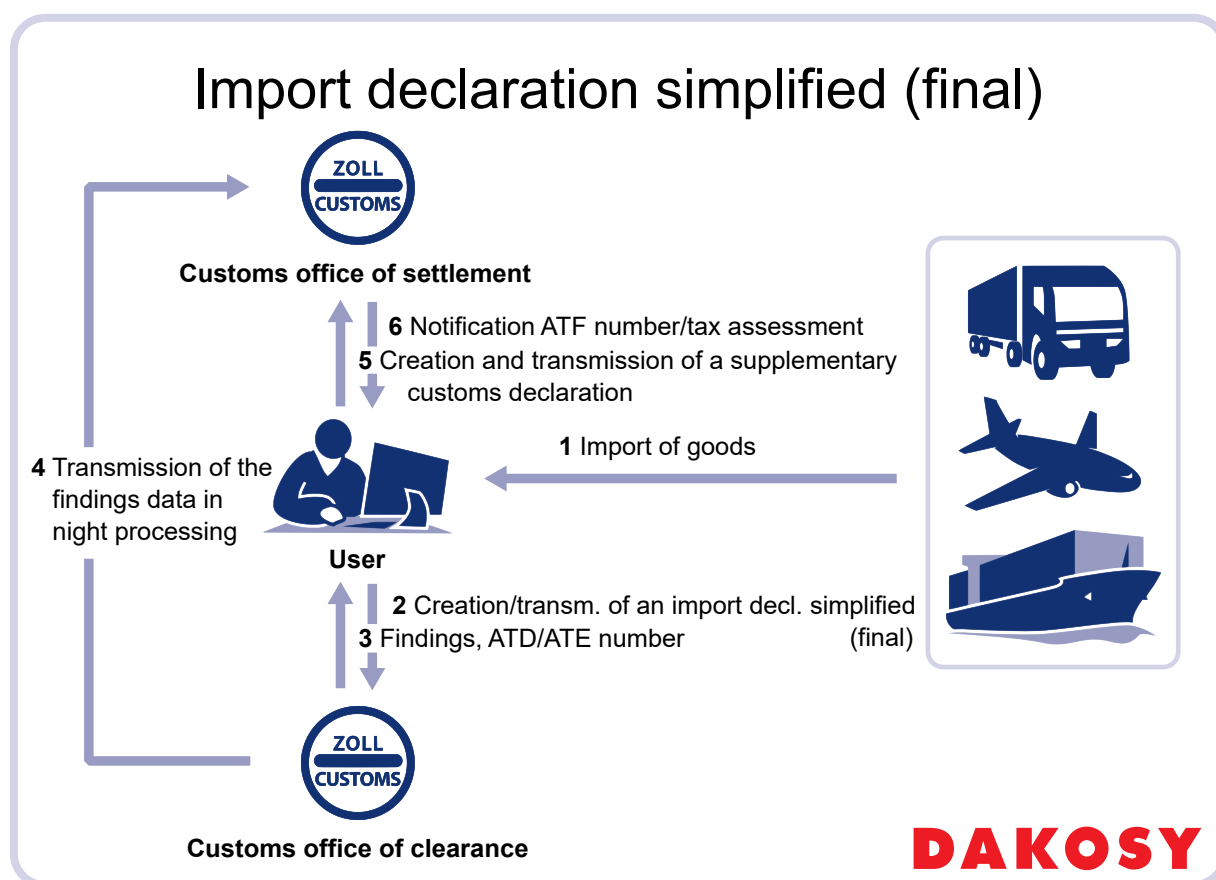 Import declaration simplified (final)
ZOLL
CUSTOMS
Customs office of settlement
6 Notification ATF number/tax assessment
5 Creation and transmission of a supplementary
customs declaration
1 Import of goods
4 Transmission of the
findings data in
night processing
User
2 Creation/transm. of an import decl. simplified
(final)
3 Findings, ATD/ATE number
ZOLL
CUSTOMS
Customs office of clearance
DAKOSY